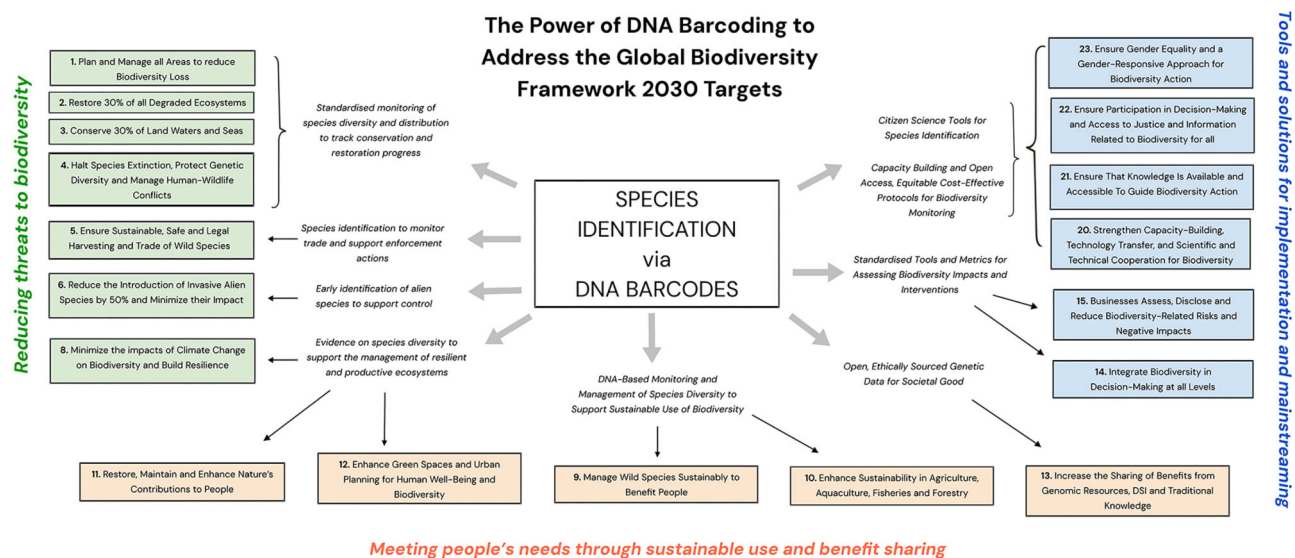 The Power of DNA Barcoding to
Address the Global Biodiversity
Framework 2030 Targets
Reducing threats to biodiversity
1. Plan and Manage all Areas to reduce
Biodiversity Loss
2. Restore 30% of all Degraded Ecosystems
3. Conserve 30% of Land Waters and Seas
4. Halt Species Extinction, Protect Genetic
Diversity and Manage Human-Wildlife
Conflicts
5. Ensure Sustainable, Safe and Legal
Harvesting and Trade of Wild Species
6. Reduce the Introduction of Invasive Alien
Species by 50% and Minimize their Impact
8. Minimize the impacts of Climate Change
on Biodiversity and Build Resilience
Standardised monitoring of
species diversity and distribution
to track conservation and
restoration progress
Species identification to monitor
trade and support enforcement
actions
Early identification of alien
species to support control
Evidence on species diversity to
support the management of resilient
and productive ecosystems
SPECIES
IDENTIFICATION
via
DNA BARCODES
Citizen Science Tools for
Species Identification
Capacity Building and Open
Access, Equitable Cost-Effective
Protocols for Biodiversity
Monitoring
Standardised Tools and Metrics for
Assessing Biodiversity Impacts and
Interventions
Open, Ethically Sourced Genetic
Data for Societal Good
DNA-Based Monitoring and
Management of Species Diversity to
Support Sustainable Use of Biodiversity
23. Ensure Gender Equality and a
Gender-Responsive Approach for
Biodiversity Action
22. Ensure Participation in Decision-Making
and Access to Justice and Information
Related to Biodiversity for all
21. Ensure That Knowledge Is Available and
Accessible To Guide Biodiversity Action
20. Strengthen Capacity-Building,
Technology Transfer, and Scientific and
Technical Cooperation for Biodiversity
15. Businesses Assess, Disclose and
Reduce Biodiversity-Related Risks and
Negative Impacts
14. Integrate Biodiversity in
Decision-Making at all Levels
Tools and solutions for implementation and mainstreaming
11. Restore, Maintain and Enhance Nature's
Contributions to People
12. Enhance Green Spaces and Urban
Planning for Human Well-Being and
Biodiversity
9. Manage Wild Species Sustainably to
Benefit People
10. Enhance Sustainability in Agriculture,
Aquaculture, Fisheries and Forestry
13. Increase the Sharing of Benefits from
Genomic Resources, DSI and Traditional
Knowledge
Meeting people's needs through sustainable use and benefit sharing